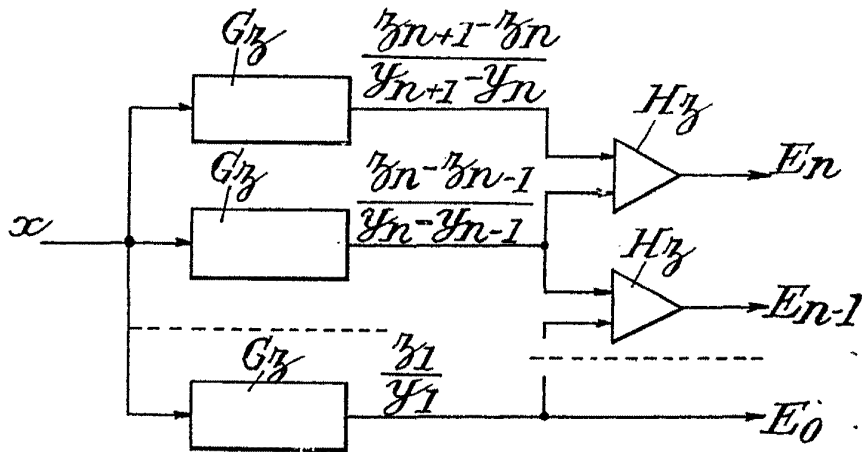 Gz
zn+1-zn
yn+1-yn
Hz
En
Gz
zn-zn-1
yn-yn-1
x
Hz
En-1
Gz
z1
y1
E0